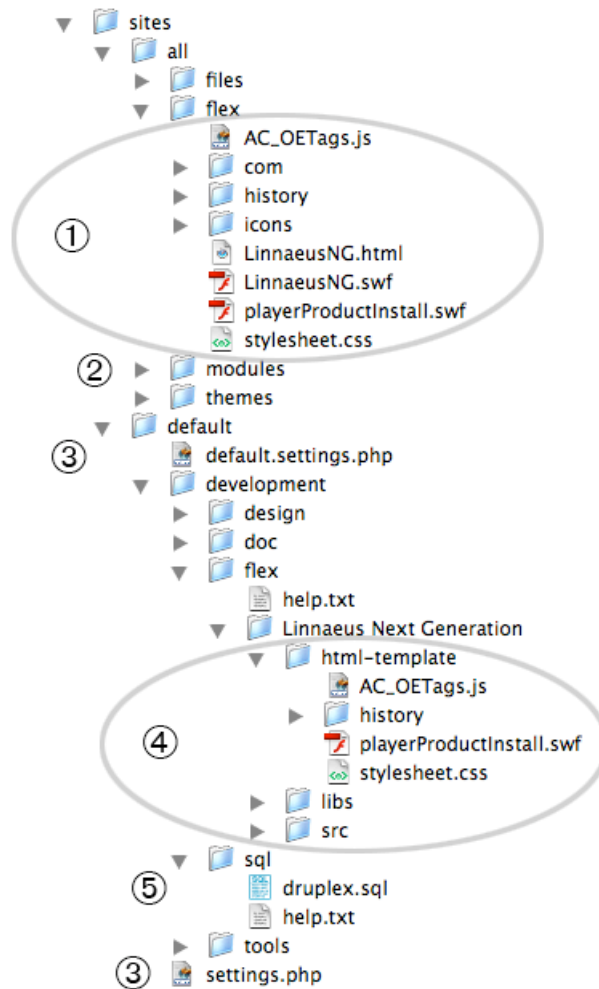 sites
all
files
flex
AC_OETags.js
com
history
① icons
LinnaeusNG.html
LinnaeusNG.swf
playerProductInstall.swf
stylesheet.css
② modules
themes
default
③ default.settings.php
development
design
doc
flex
help.txt
Linnaeus Next Generation
html-template
AC_OETags.js
history
④ playerProductInstall.swf
stylesheet.css
libs
src
sql
⑤ druplex.sql
help.txt
tools
③ settings.php